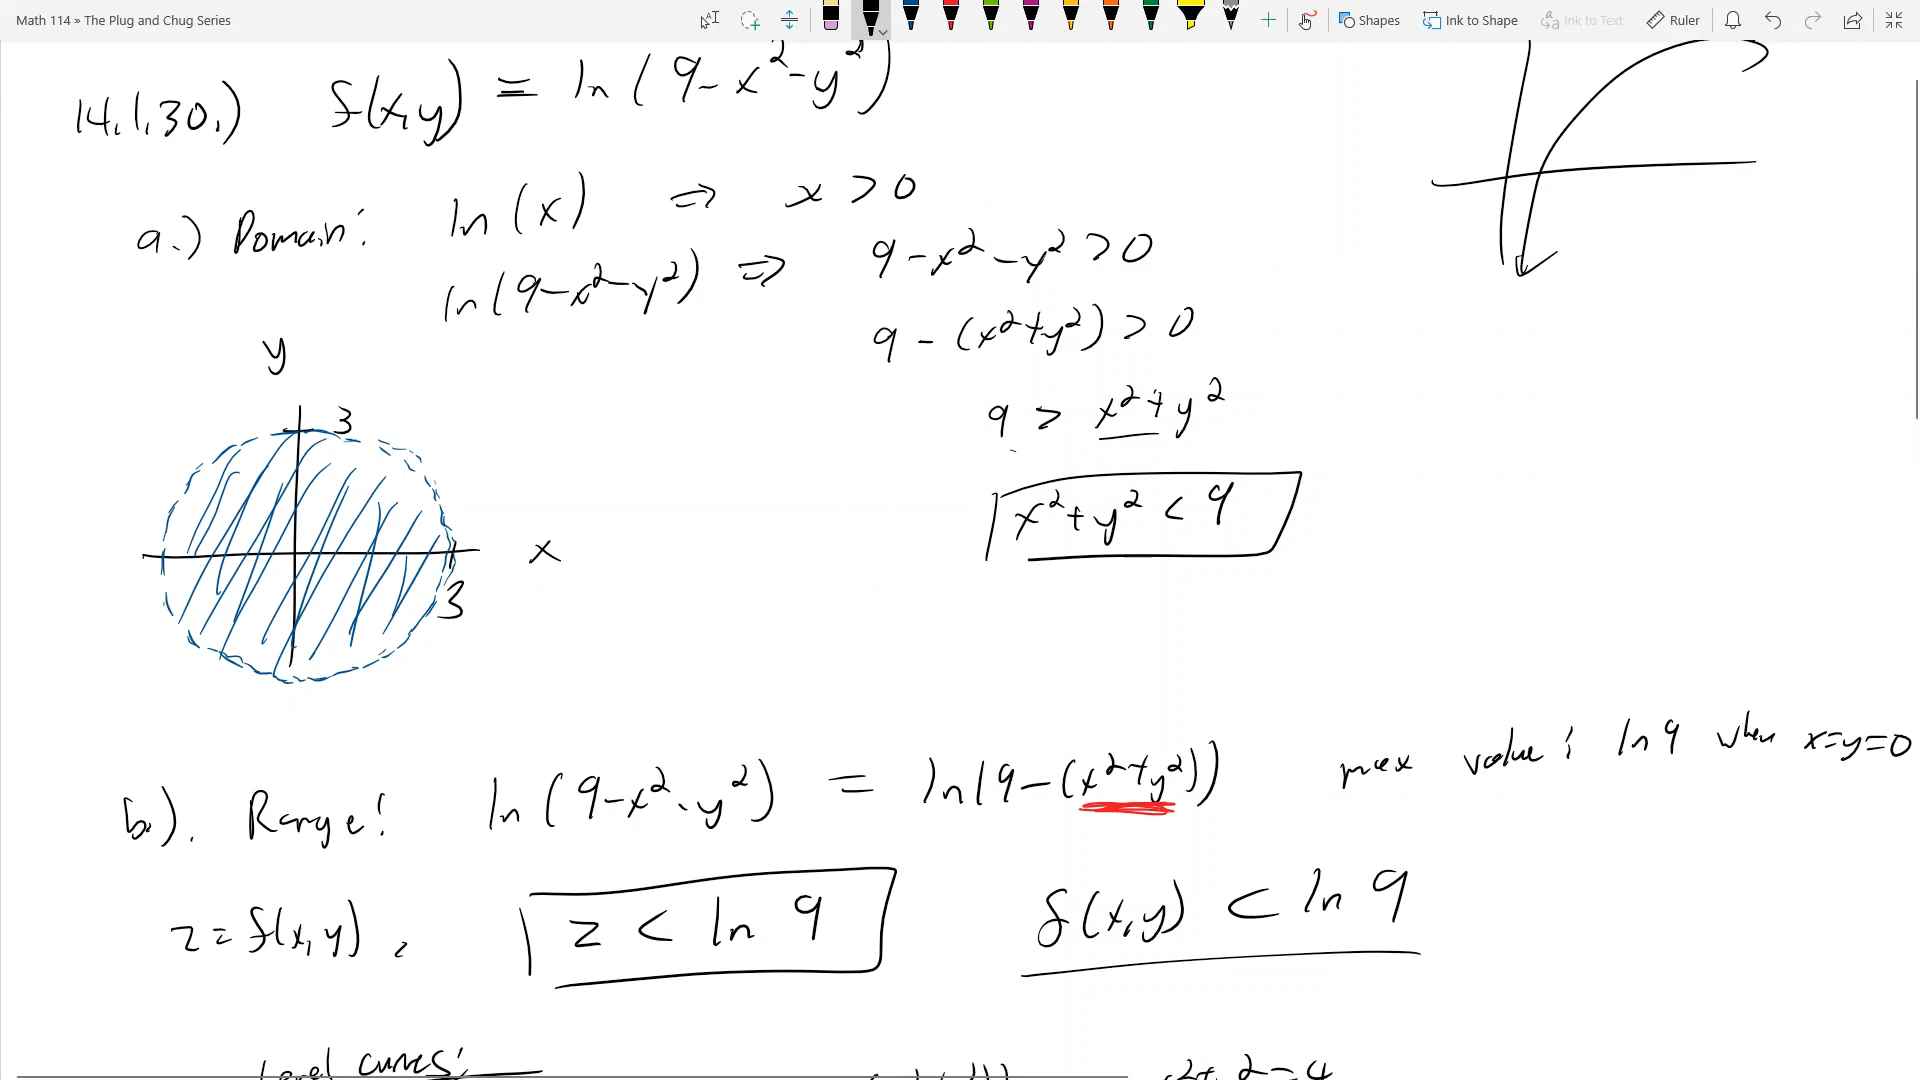 Math 114 » The Plug and Chug Series
Shapes Ink to Shape Ink to Text Ruler
14.1.30.) f(x,y) = ln(9-x²-y²)
a.) Domain: ln(x) ⇒ x > 0
ln(9-x²-y²) ⇒ 9-x²-y² > 0
9 - (x²+y²) > 0
9 > x²+y²
x²+y² < 9
y
3
x
3
b.). Range: ln(9-x²-y²) = ln(9-(x²+y²)) max value: ln 9 when x=y=0
z = f(x,y), z < ln 9 f(x,y) < ln 9
Level curves: